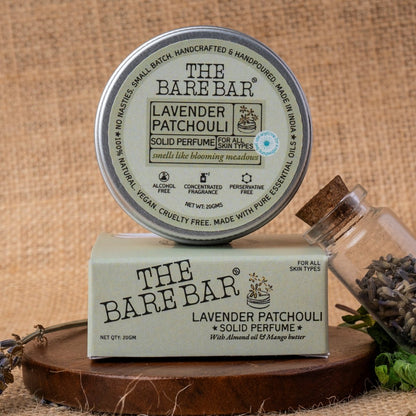 100% NATURAL. VEGAN. CRUELTY FREE. MADE WITH PURE ESSENTIAL OILS ★ NO NASTIES. SMALL BATCH. HANDCRAFTED & HANDPOURED. MADE IN INDIA ★
THE
BARE BAR®
LAVENDER
PATCHOULI
SOLID PERFUME
FOR ALL
SKIN TYPES
smells like blooming meadows
ALCOHOL
FREE
CONCENTRATED
FRAGRANCE
PERSERVATIVE
FREE
NET WT: 20GMS
FOR ALL
SKIN TYPES
THE
BARE BAR®
LAVENDER PATCHOULI
★ SOLID PERFUME ★
With Almond oil & Mango butter
NET QTY: 20GM